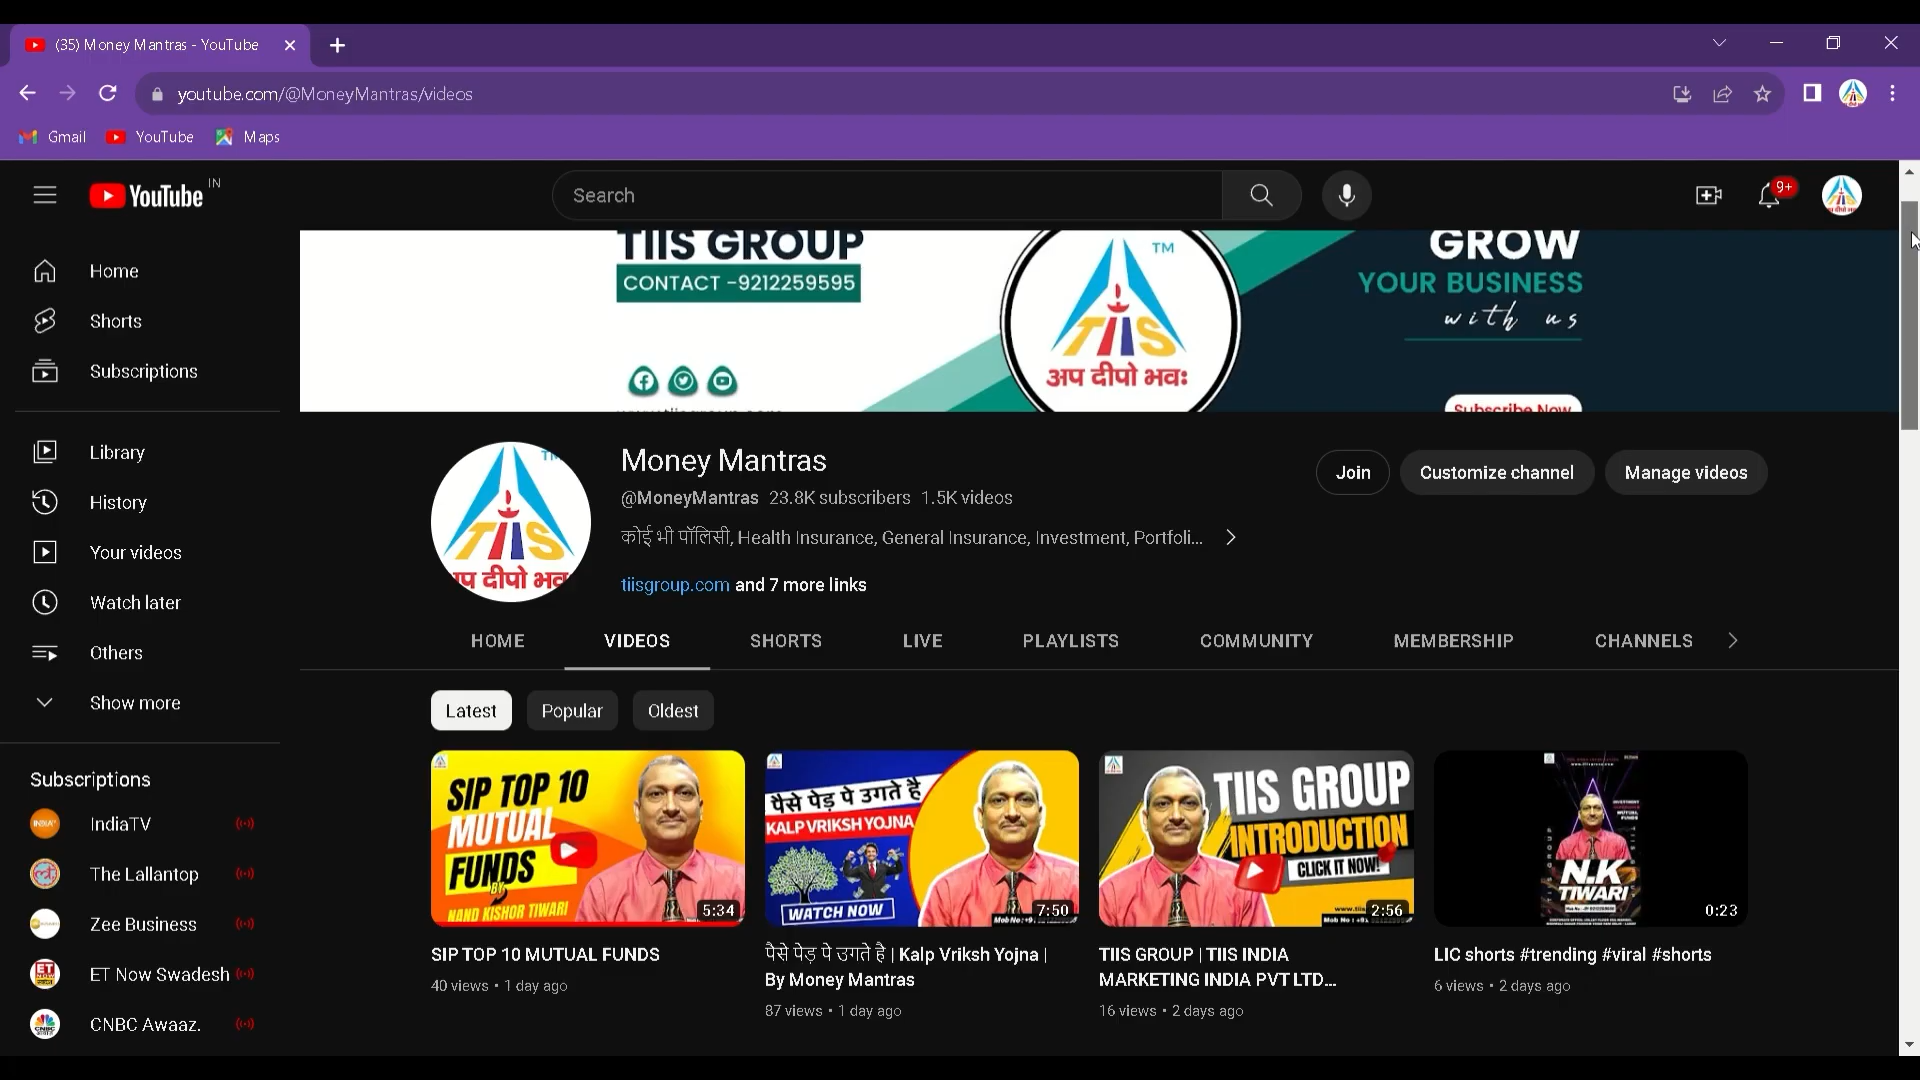 (35) Money Mantras - YouTube
youtube.com/@MoneyMantras/videos
Gmail YouTube Maps
YouTube IN
Search
9+
Home
Shorts
Subscriptions
Library
History
Your videos
Watch later
Others
Show more
Subscriptions
IndiaTV
The Lallantop
Zee Business
ET Now Swadesh
CNBC Awaaz.
TIIS GROUP
CONTACT -9212259595
TM
TIIS
अप दीपो भवः
GROW
YOUR BUSINESS
with us
Subscribe Now
TIIS
Money Mantras
@MoneyMantras 23.8K subscribers 1.5K videos
कोई भी पॉलिसी, Health Insurance, General Insurance, Investment, Portfoli...
tiisgroup.com and 7 more links
Join Customize channel Manage videos
HOME VIDEOS SHORTS LIVE PLAYLISTS COMMUNITY MEMBERSHIP CHANNELS
Latest Popular Oldest
SIP TOP 10
MUTUAL
FUNDS
BY
NAND KISHOR TIWARI
5:34
SIP TOP 10 MUTUAL FUNDS
40 views • 1 day ago
पैसे पेड़ पे उगते है
KALP VRIKSH YOJNA
WATCH NOW
7:50
पैसे पेड़ पे उगते है | Kalp Vriksh Yojna |
By Money Mantras
87 views • 1 day ago
TIIS GROUP
INTRODUCTION
CLICK IT NOW!
2:56
TIIS GROUP | TIIS INDIA
MARKETING INDIA PVT LTD...
16 views • 2 days ago
N.K
TIWARI
0:23
LIC shorts #trending #viral #shorts
6 views • 2 days ago